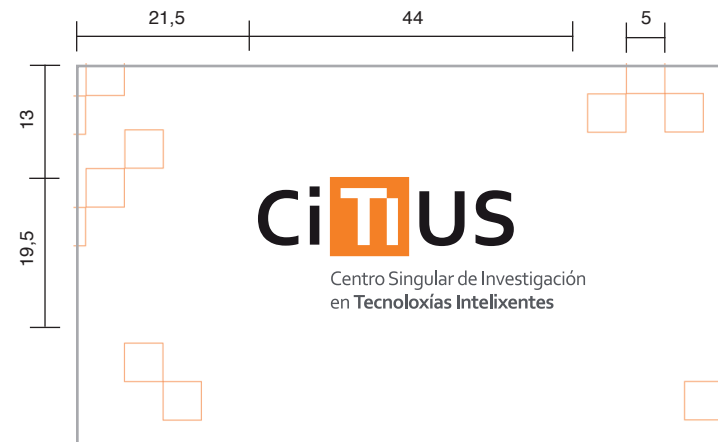 21,5 44 5
13
19,5
CiTIUS
Centro Singular de Investigación
en Tecnoloxías Intelixentes